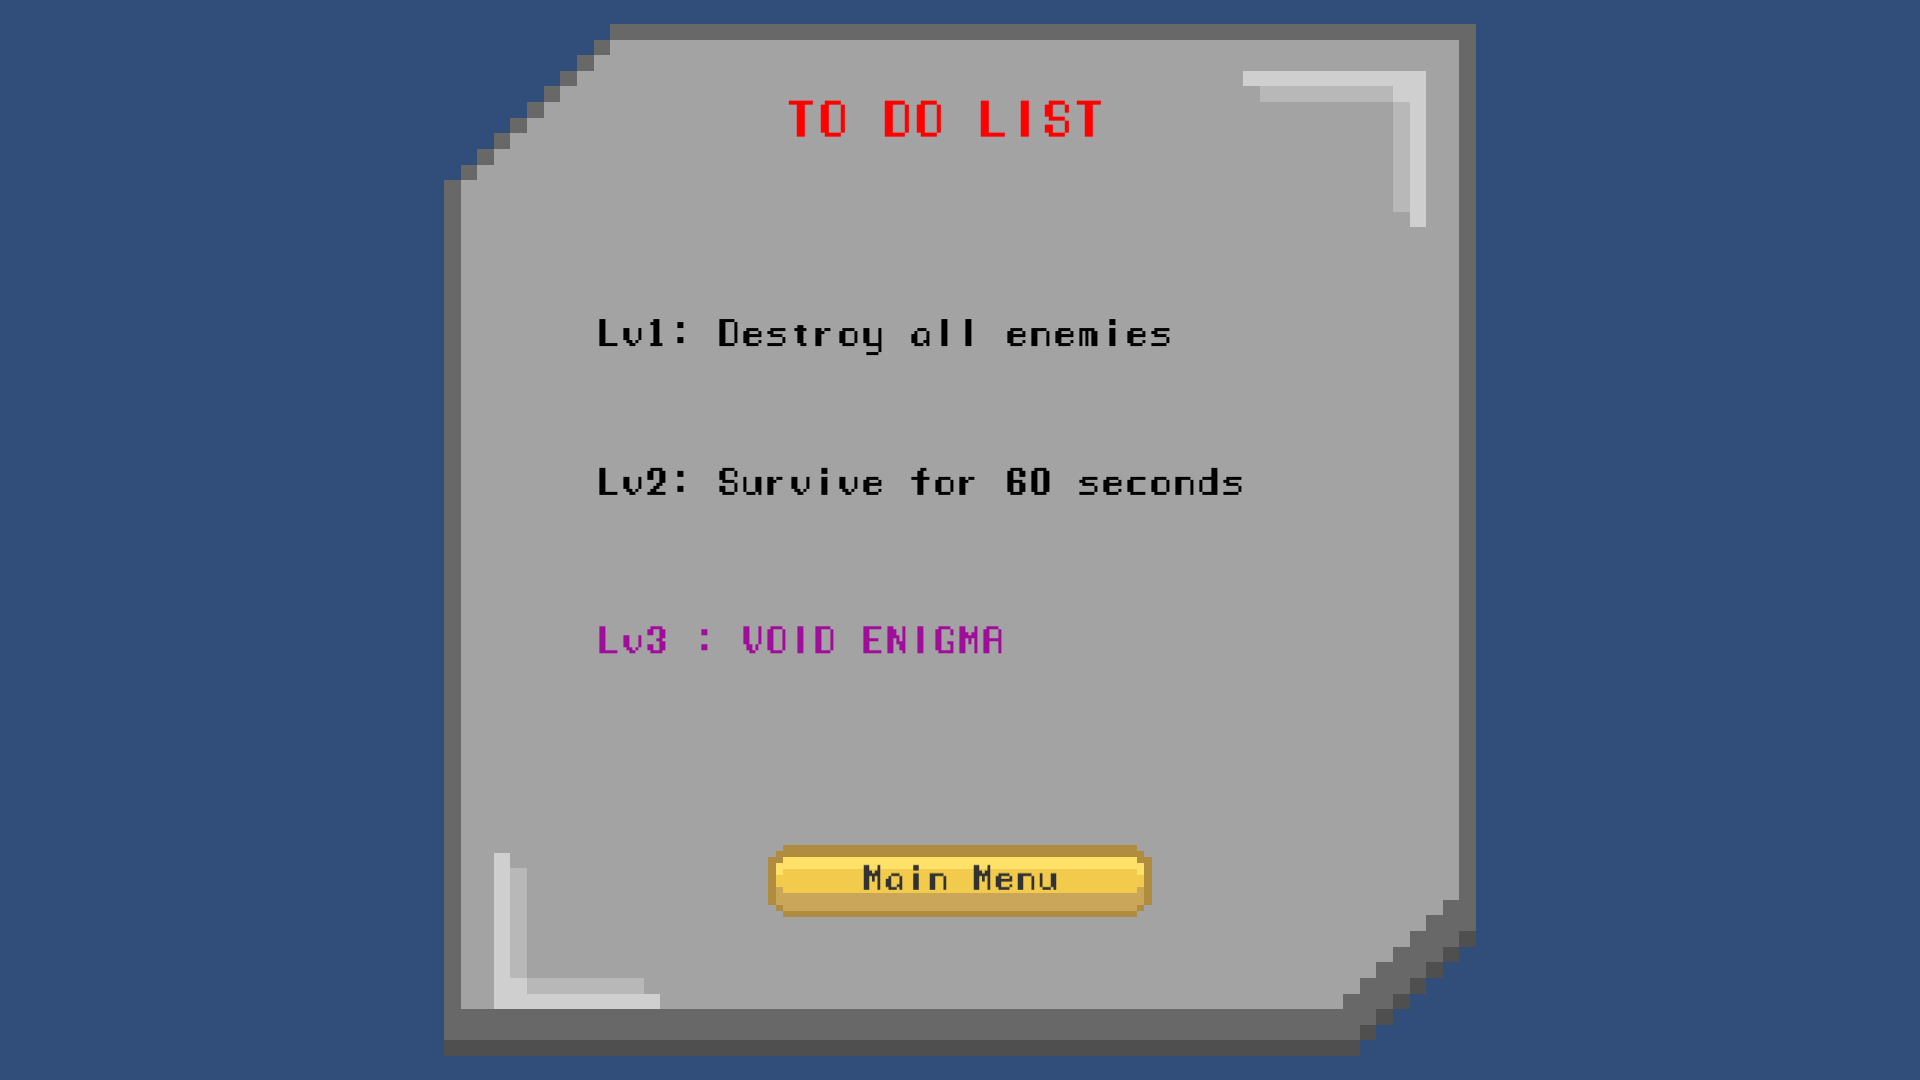 TO DO LIST
Lv1: Destroy all enemies
Lv2: Survive for 60 seconds
Lv3 : VOID ENIGMA
Main Menu